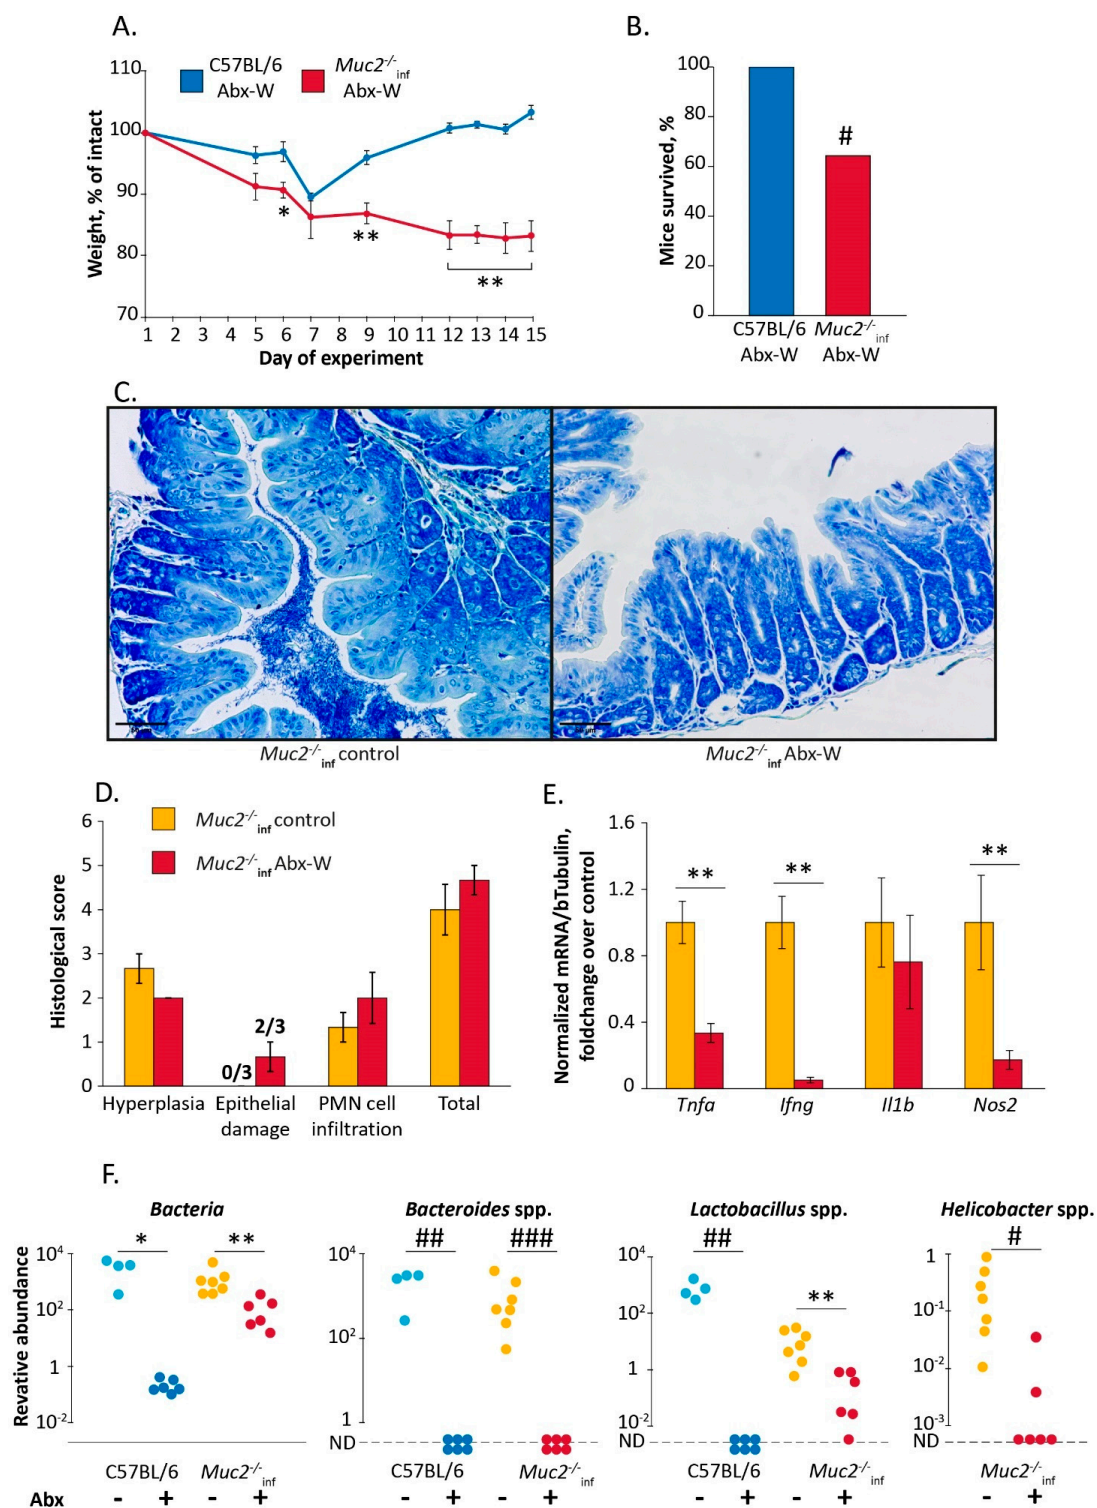 A.
B.
110
100
90
80
70
C57BL/6
Abx-W
Muc2-/-inf
Abx-W
Weight, % of intact
*
**
**
1 2 3 4 5 6 7 8 9 10 11 12 13 14 15
Day of experiment
100
80
60
40
20
0
Mice survived, %
#
C57BL/6
Abx-W
Muc2-/-inf
Abx-W
C.
Muc2-/-inf control
Muc2-/-inf Abx-W
D.
Muc2-/-inf control
Muc2-/-inf Abx-W
6
5
4
3
2
1
0
Histological score
0/3
2/3
Hyperplasia
Epithelial
damage
PMN cell
infiltration
Total
E.
1.6
1.2
0.8
0.4
0
Normalized mRNA/bTubulin,
foldchange over control
** ** **
Tnfa Ifng Il1b Nos2
F.
Bacteria
Bacteroides spp.
Lactobacillus spp.
Helicobacter spp.
Revative abundance
* **
10^4
10^2
1
10^-2
## ###
10^4
10^2
1
ND
## **
10^4
10^2
1
10^-2
ND
#
1
10^-1
10^-2
10^-3
ND
C57BL/6 Muc2-/-inf
C57BL/6 Muc2-/-inf
C57BL/6 Muc2-/-inf
Muc2-/-inf
Abx - + - + - + - + - + - + - +